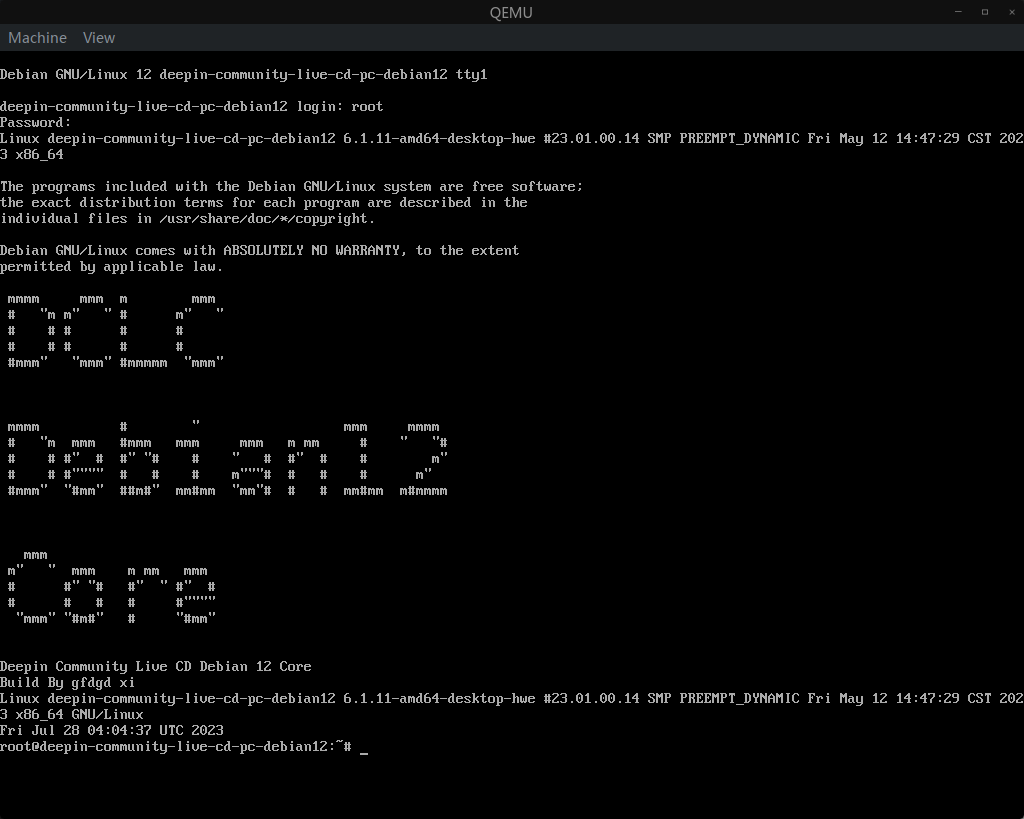 QEMU
Machine View
Debian GNU/Linux 12 deepin-community-live-cd-pc-debian12 tty1
deepin-community-live-cd-pc-debian12 login: root
Password:
Linux deepin-community-live-cd-pc-debian12 6.1.11-amd64-desktop-hwe #23.01.00.14 SMP PREEMPT_DYNAMIC Fri May 12 14:47:29 CST 202
3 x86_64
The programs included with the Debian GNU/Linux system are free software;
the exact distribution terms for each program are described in the
individual files in /usr/share/doc/*/copyright.
Debian GNU/Linux comes with ABSOLUTELY NO WARRANTY, to the extent
permitted by applicable law.
DCLC
Debian12
Core
Deepin Community Live CD Debian 12 Core
Build By gfdgd xi
Linux deepin-community-live-cd-pc-debian12 6.1.11-amd64-desktop-hwe #23.01.00.14 SMP PREEMPT_DYNAMIC Fri May 12 14:47:29 CST 202
3 x86_64 GNU/Linux
Fri Jul 28 04:04:37 UTC 2023
root@deepin-community-live-cd-pc-debian12:~# _